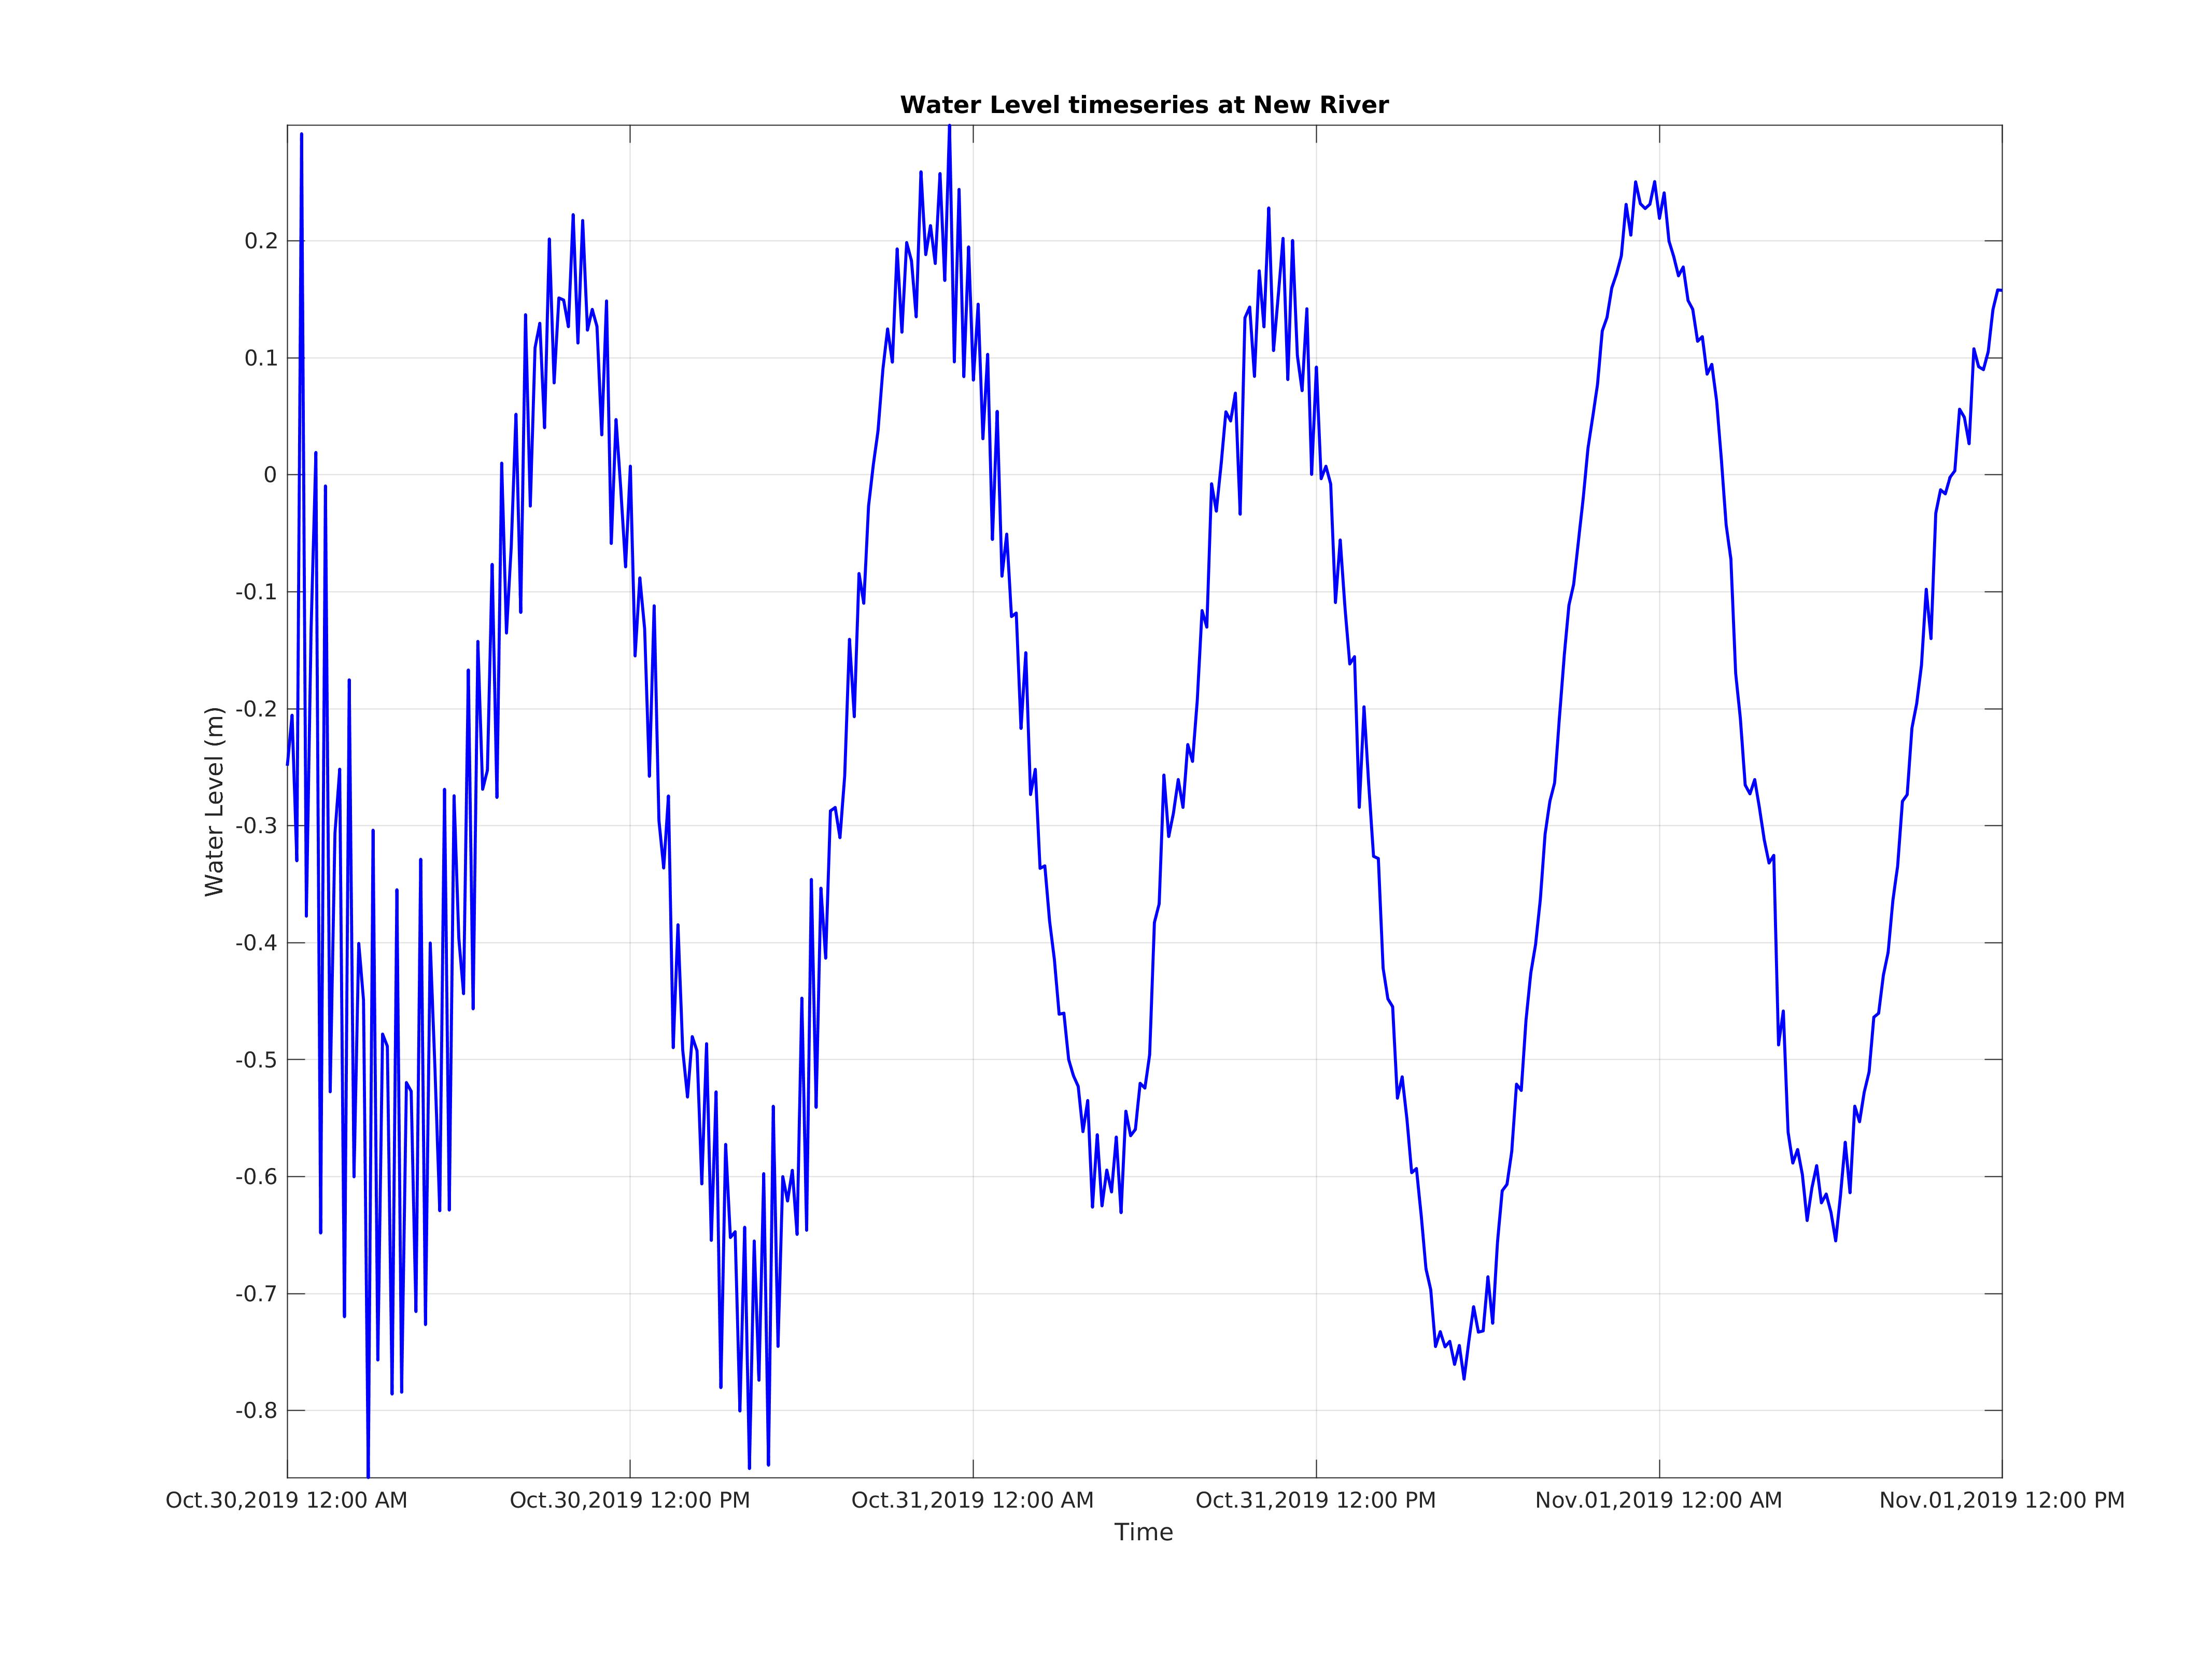 Water Level timeseries at New River
0.2
0.1
0
-0.1
-0.2
-0.3
-0.4
-0.5
-0.6
-0.7
-0.8
Water Level (m)
Oct.30,2019 12:00 AM Oct.30,2019 12:00 PM Oct.31,2019 12:00 AM Oct.31,2019 12:00 PM Nov.01,2019 12:00 AM Nov.01,2019 12:00 PM
Time